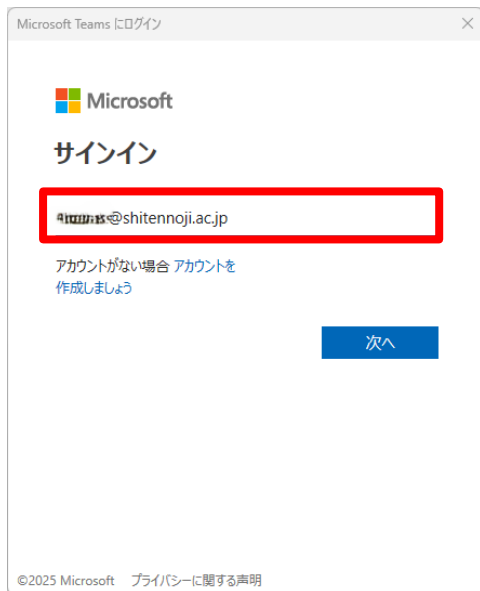 Microsoft Teams にログイン
Microsoft
サインイン
@shitennoji.ac.jp
アカウントがない場合 アカウントを
作成しましょう
次へ
©2025 Microsoft プライバシーに関する声明